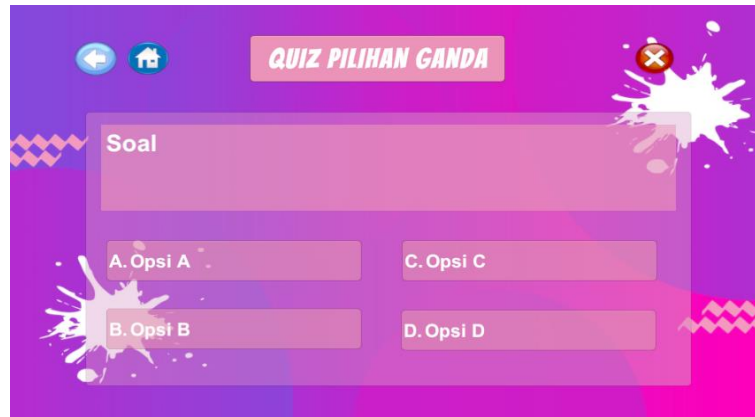 QUIZ PILIHAN GANDA
Soal
A. Opsi A
B. Opsi B
C. Opsi C
D. Opsi D